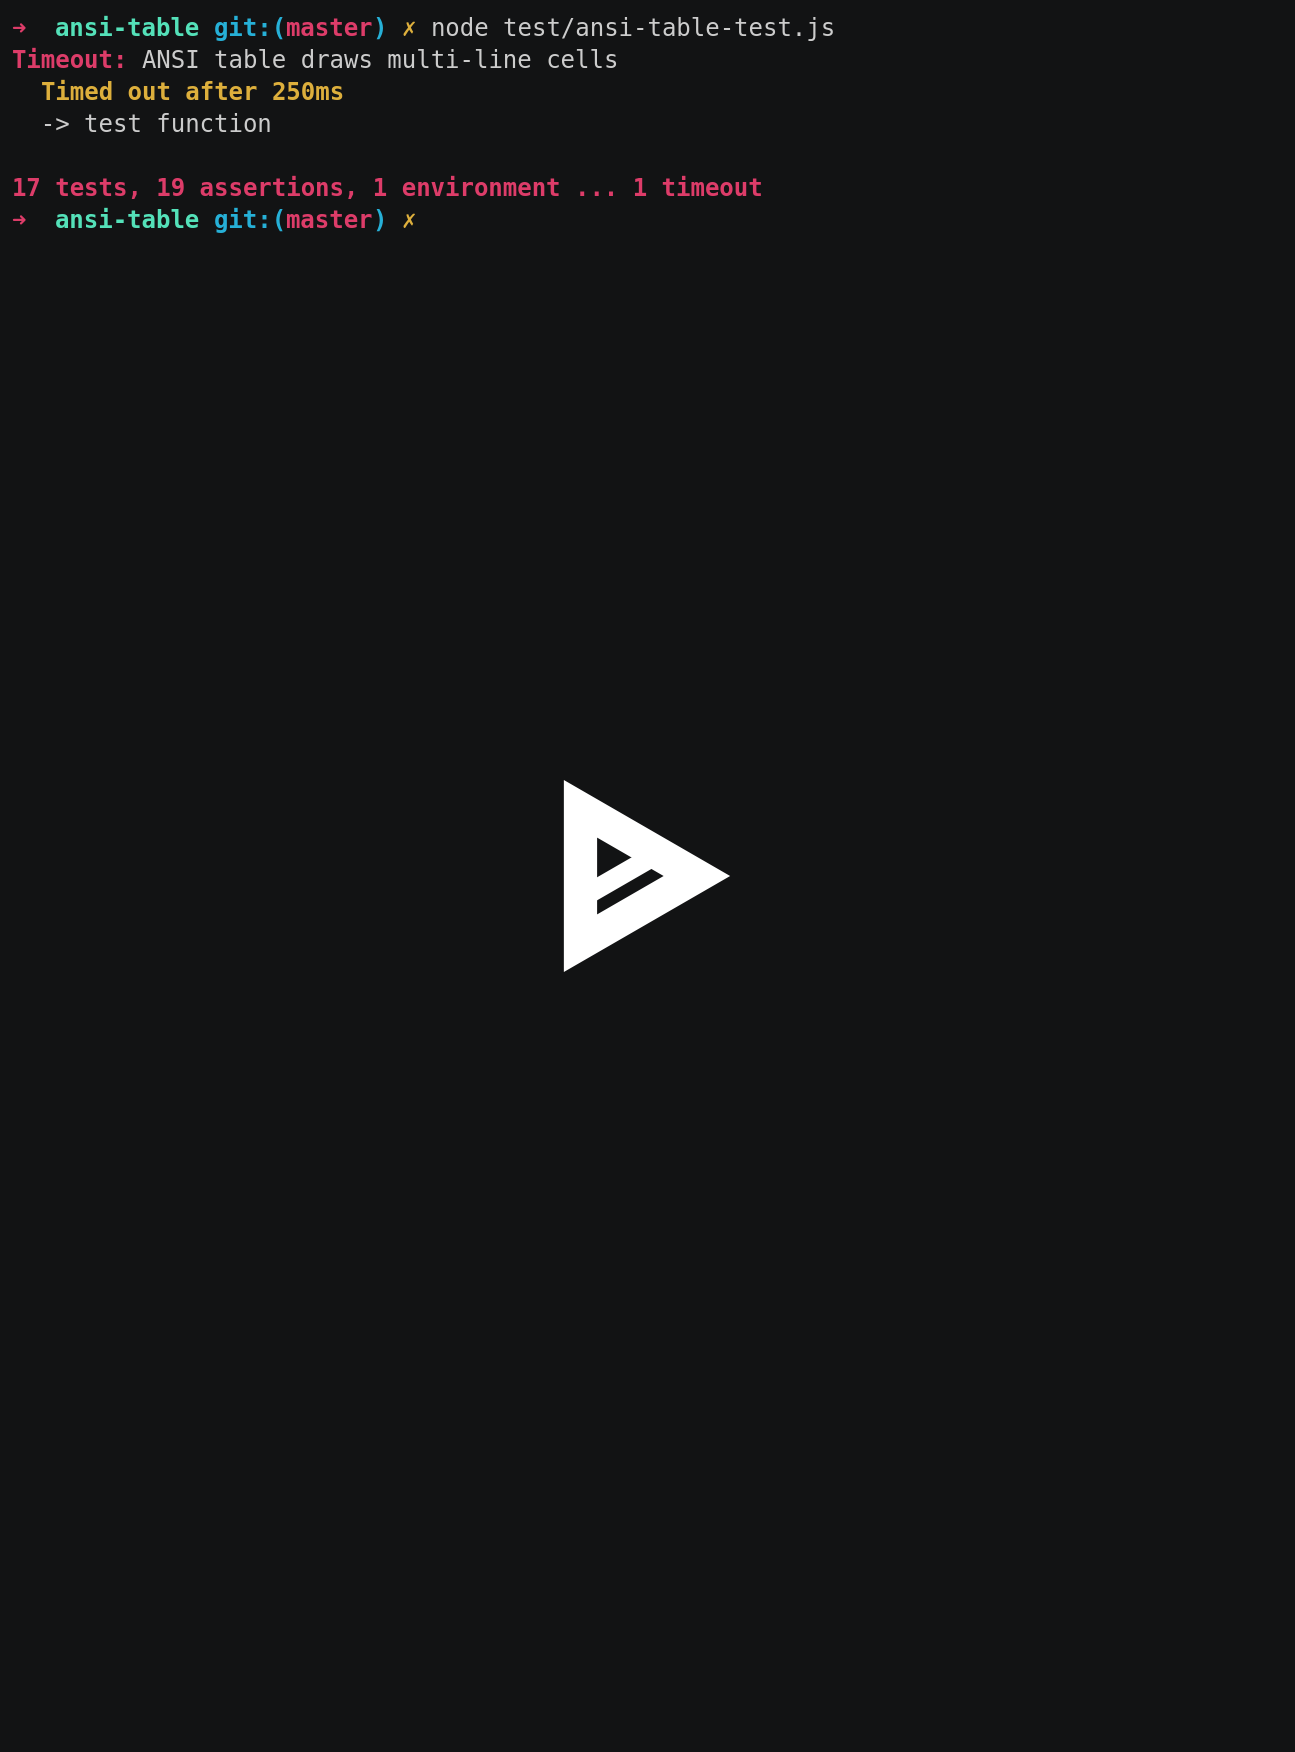 ➜  ansi-table git:(master) ✗ node test/ansi-table-test.js
Timeout: ANSI table draws multi-line cells
  Timed out after 250ms
  -> test function
17 tests, 19 assertions, 1 environment ... 1 timeout
➜  ansi-table git:(master) ✗